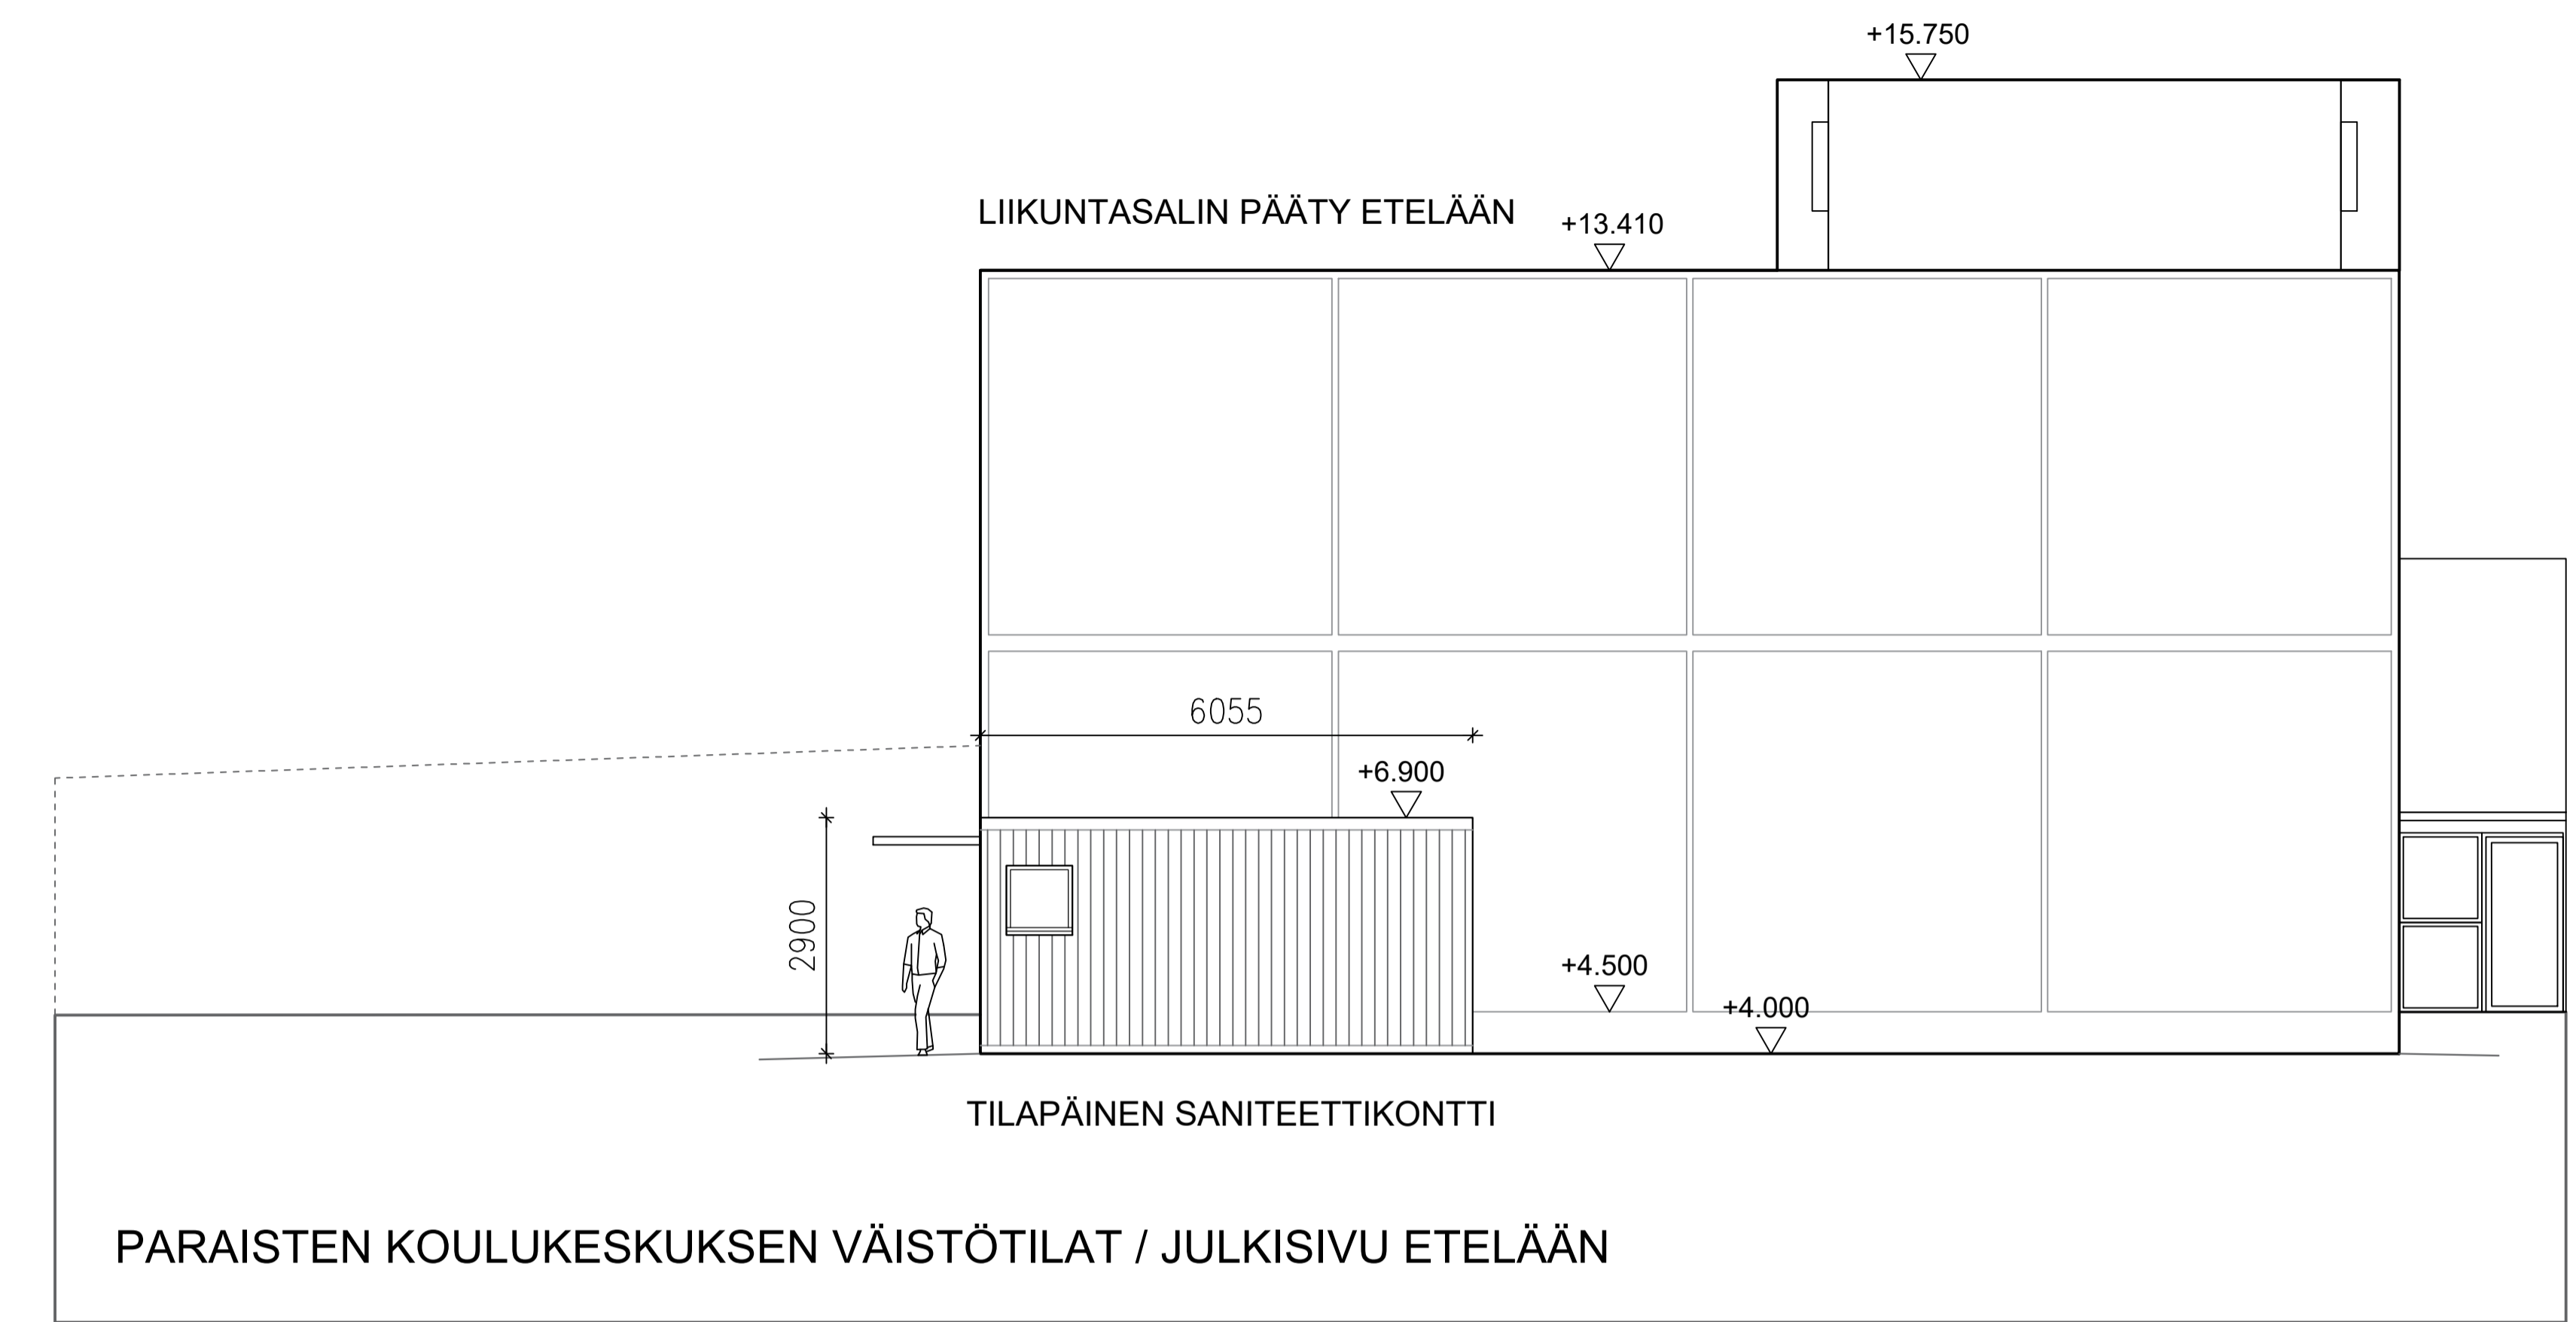 +15.750
LIIKUNTASALIN PÄÄTY ETELÄÄN
+13.410
6055
+6.900
2900
+4.500
+4.000
TILAPÄINEN SANITEETTIKONTTI
PARAISTEN KOULUKESKUKSEN VÄISTÖTILAT / JULKISIVU ETELÄÄN